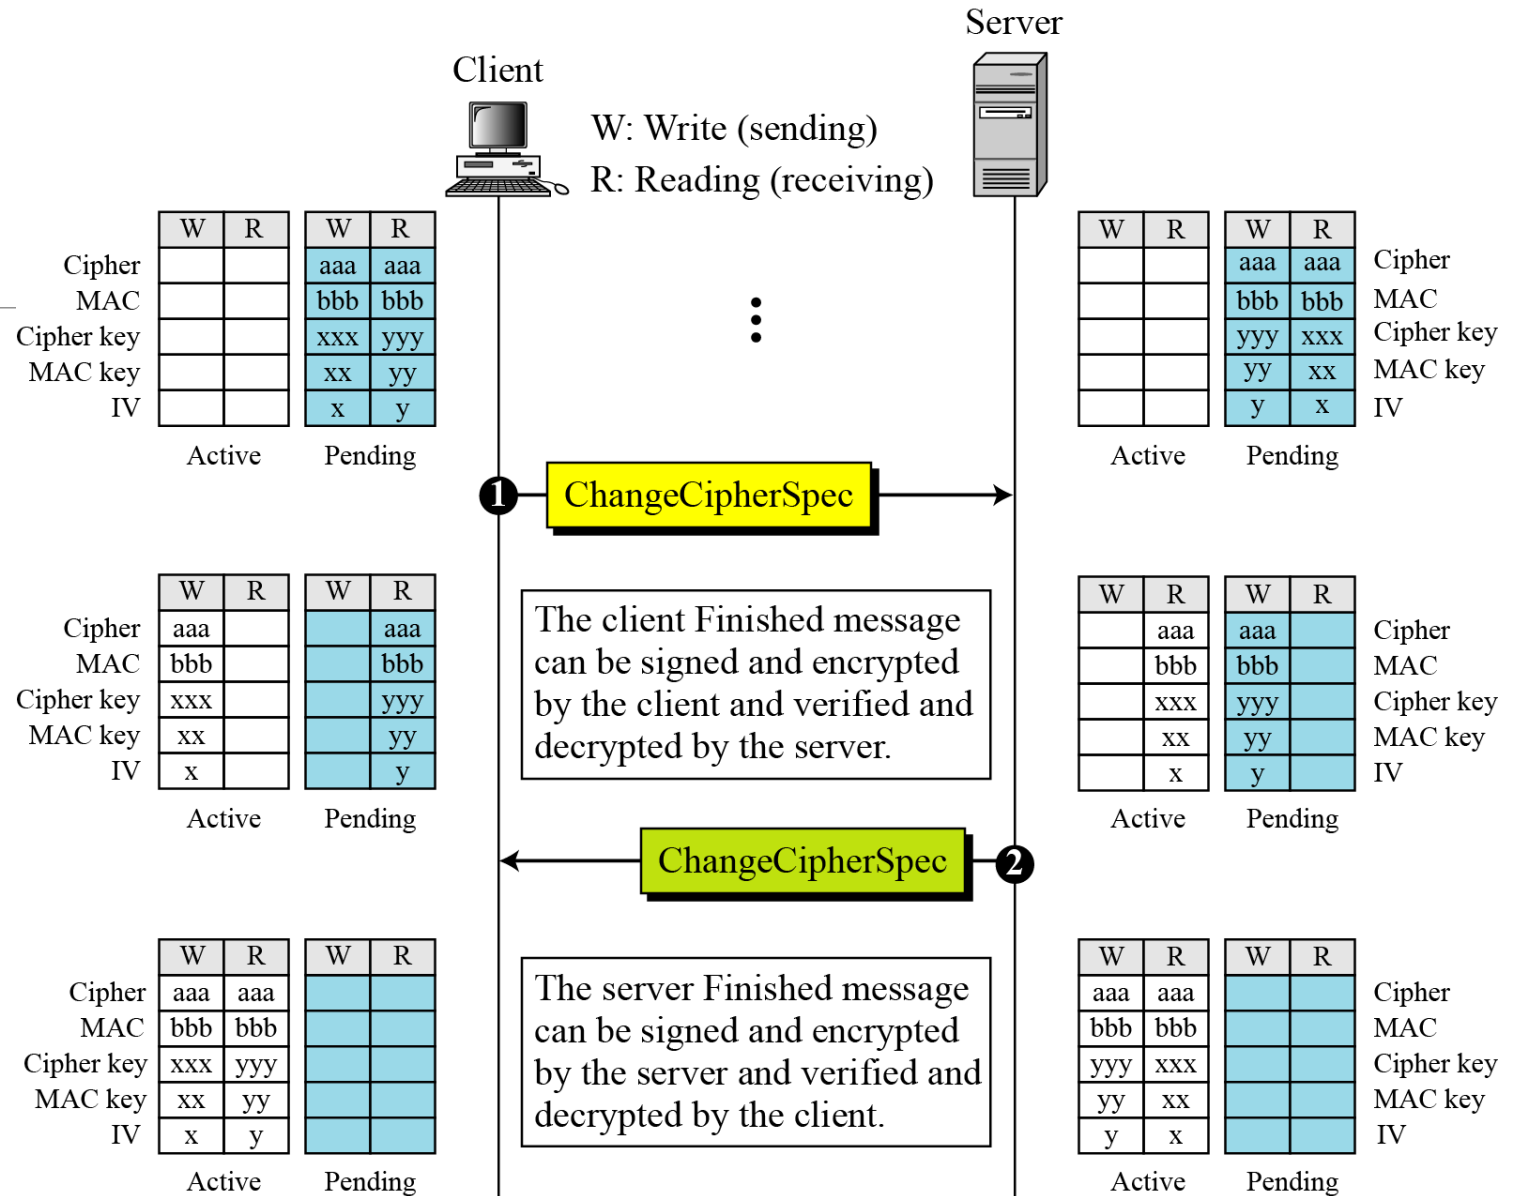 Server
Client
W: Write (sending)
R: Reading (receiving)
W R W R W R W R
Cipher aaa aaa aaa aaa Cipher
MAC bbb bbb bbb bbb MAC
Cipher key xxx yyy yyy xxx Cipher key
MAC key xx yy yy xx MAC key
IV x y y x IV
Active Pending Active Pending
1 ChangeCipherSpec
W R W R W R W R
Cipher aaa aaa aaa aaa Cipher
MAC bbb bbb bbb bbb MAC
Cipher key xxx yyy xxx yyy Cipher key
MAC key xx yy xx yy MAC key
IV x y x y IV
Active Pending Active Pending
The client Finished message
can be signed and encrypted
by the client and verified and
decrypted by the server.
ChangeCipherSpec 2
W R W R W R W R
Cipher aaa aaa aaa aaa Cipher
MAC bbb bbb bbb bbb MAC
Cipher key xxx yyy yyy xxx Cipher key
MAC key xx yy yy xx MAC key
IV x y y x IV
Active Pending Active Pending
The server Finished message
can be signed and encrypted
by the server and verified and
decrypted by the client.